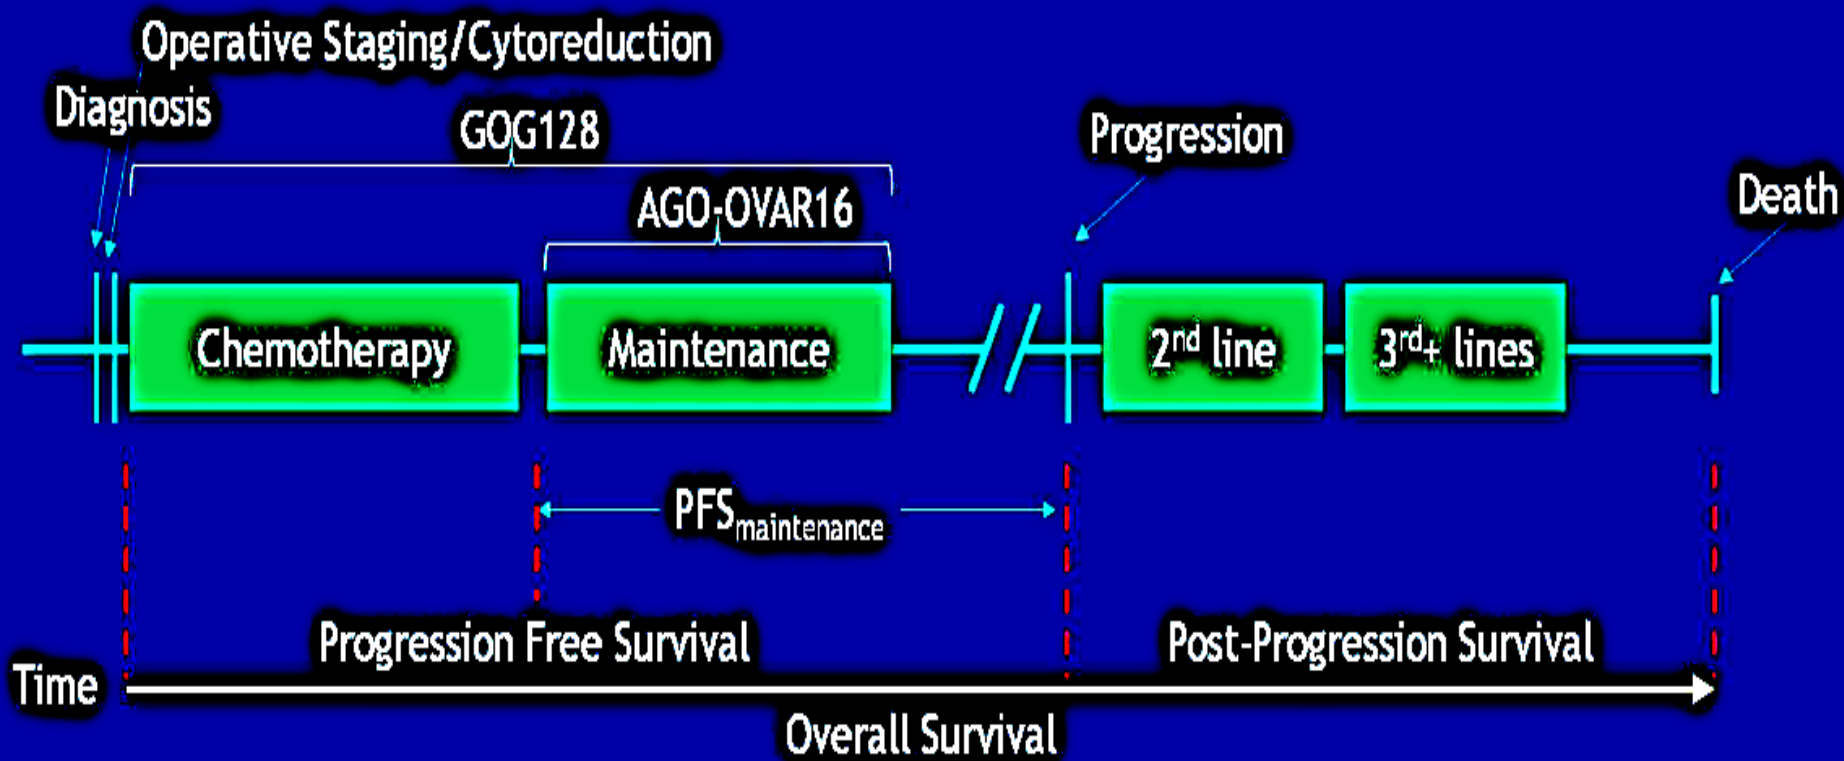 Operative Staging/Cytoreduction
Diagnosis
GOG128
Progression
AGO-OVAR16
Death
Chemotherapy
Maintenance
2nd line
3rd+ lines
PFSmaintenance
Progression Free Survival
Post-Progression Survival
Time
Overall Survival